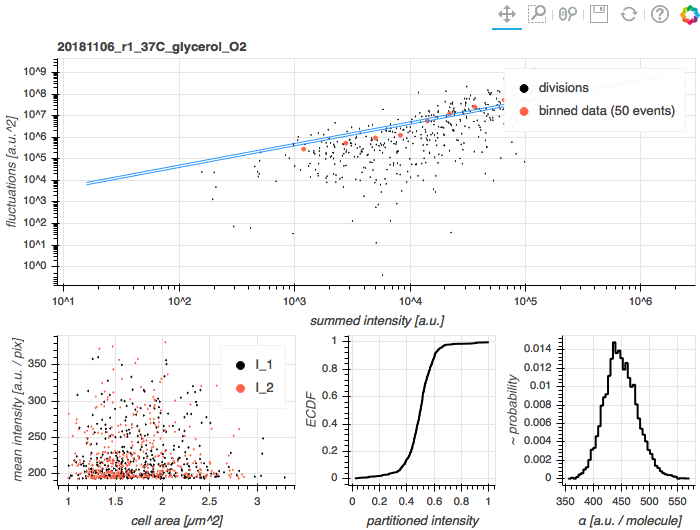 20181106_r1_37C_glycerol_O2
fluctuations [a.u.^2]
10^9
10^8
10^7
10^6
10^5
10^4
10^3
10^2
10^1
10^0
divisions
binned data (50 events)
10^1 10^2 10^3 10^4 10^5 10^6
summed intensity [a.u.]
mean intensity [a.u. / pix]
350
300
250
200
I_1
I_2
1 1.5 2 2.5 3
cell area [μm^2]
ECDF
1
0.8
0.6
0.4
0.2
0
0 0.2 0.4 0.6 0.8 1
partitioned intensity
~ probability
0.014
0.012
0.01
0.008
0.006
0.004
0.002
0
350 400 450 500 550
α [a.u. / molecule]